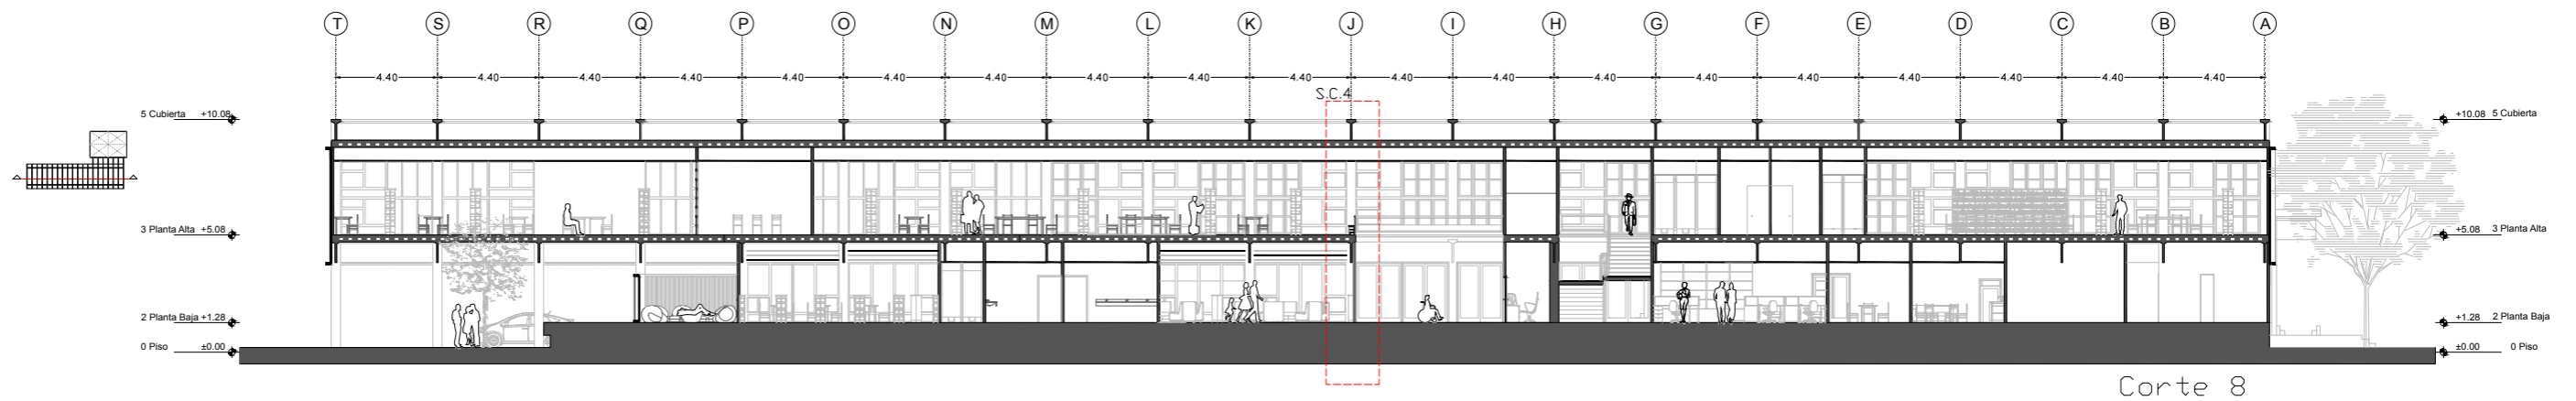 T S R Q P O N M L K J I H G F E D C B A
4.40 4.40 4.40 4.40 4.40 4.40 4.40 4.40 4.40 4.40 4.40 4.40 4.40 4.40 4.40 4.40 4.40 4.40 4.40
S.C.4
5 Cubierta +10.08
+10.08 5 Cubierta
3 Planta Alta +5.08
+5.08 3 Planta Alta
2 Planta Baja +1.28
+1.28 2 Planta Baja
0 Piso ±0.00
±0.00 0 Piso
Corte 8